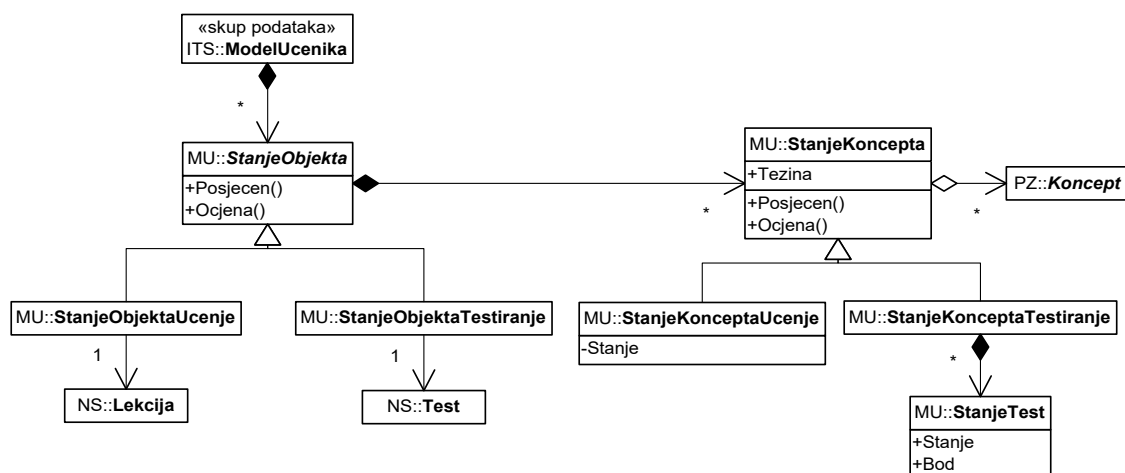 «skup podataka»
ITS::ModelUcenika
*
MU::StanjeObjekta
+Posjecen()
+Ocjena()
*
MU::StanjeKoncepta
+Tezina
+Posjecen()
+Ocjena()
*
PZ::Koncept
MU::StanjeObjektaUcenje
MU::StanjeObjektaTestiranje
MU::StanjeKonceptaUcenje
-Stanje
MU::StanjeKonceptaTestiranje
1
1
*
NS::Lekcija
NS::Test
MU::StanjeTest
+Stanje
+Bod